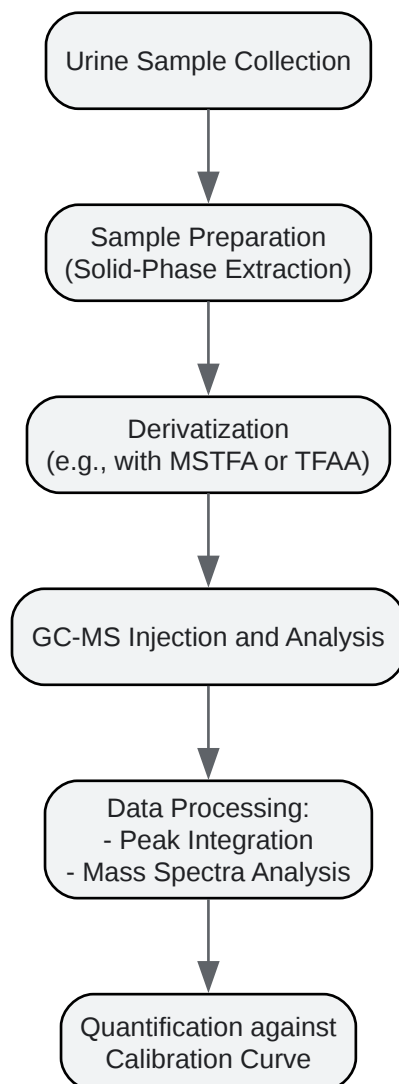 Urine Sample Collection
Sample Preparation
(Solid-Phase Extraction)
Derivatization
(e.g., with MSTFA or TFAA)
GC-MS Injection and Analysis
Data Processing:
- Peak Integration
- Mass Spectra Analysis
Quantification against
Calibration Curve